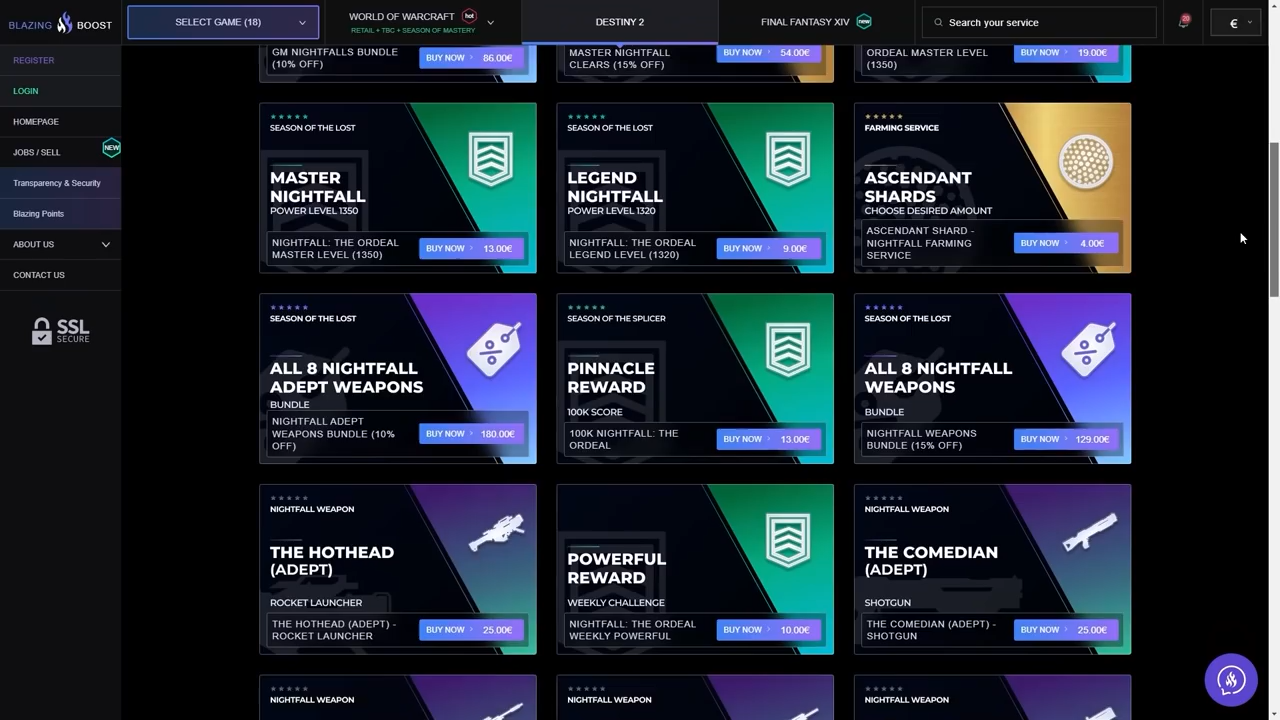 BLAZING BOOST
SELECT GAME (18)
WORLD OF WARCRAFT hot
RETAIL + TBC + SEASON OF MASTERY
DESTINY 2
FINAL FANTASY XIV new
Search your service
20
€
LOGIN
HOMEPAGE
JOBS / SELL NEW
Transparency & Security
Blazing Points
ABOUT US
CONTACT US
SSL
SECURE
GM NIGHTFALLS BUNDLE
(10% OFF)
BUY NOW 86.00€
MASTER NIGHTFALL
CLEARS (15% OFF)
BUY NOW 54.00€
ORDEAL MASTER LEVEL
(1350)
BUY NOW 19.00€
SEASON OF THE LOST
MASTER
NIGHTFALL
POWER LEVEL 1350
NIGHTFALL: THE ORDEAL
MASTER LEVEL (1350)
BUY NOW 13.00€
SEASON OF THE LOST
LEGEND
NIGHTFALL
POWER LEVEL 1320
NIGHTFALL: THE ORDEAL
LEGEND LEVEL (1320)
BUY NOW 9.00€
FARMING SERVICE
ASCENDANT
SHARDS
CHOOSE DESIRED AMOUNT
ASCENDANT SHARD -
NIGHTFALL FARMING
SERVICE
BUY NOW 4.00€
SEASON OF THE LOST
ALL 8 NIGHTFALL
ADEPT WEAPONS
BUNDLE
NIGHTFALL ADEPT
WEAPONS BUNDLE (10%
OFF)
BUY NOW 180.00€
SEASON OF THE SPLICER
PINNACLE
REWARD
100K SCORE
100K NIGHTFALL: THE
ORDEAL
BUY NOW 13.00€
SEASON OF THE LOST
ALL 8 NIGHTFALL
WEAPONS
BUNDLE
NIGHTFALL WEAPONS
BUNDLE (15% OFF)
BUY NOW 129.00€
NIGHTFALL WEAPON
THE HOTHEAD
(ADEPT)
ROCKET LAUNCHER
THE HOTHEAD (ADEPT) -
ROCKET LAUNCHER
BUY NOW 25.00€
POWERFUL
REWARD
WEEKLY CHALLENGE
NIGHTFALL: THE ORDEAL
WEEKLY POWERFUL
BUY NOW 10.00€
NIGHTFALL WEAPON
THE COMEDIAN
(ADEPT)
SHOTGUN
THE COMEDIAN (ADEPT) -
SHOTGUN
BUY NOW 25.00€
NIGHTFALL WEAPON
NIGHTFALL WEAPON
NIGHTFALL WEAPON